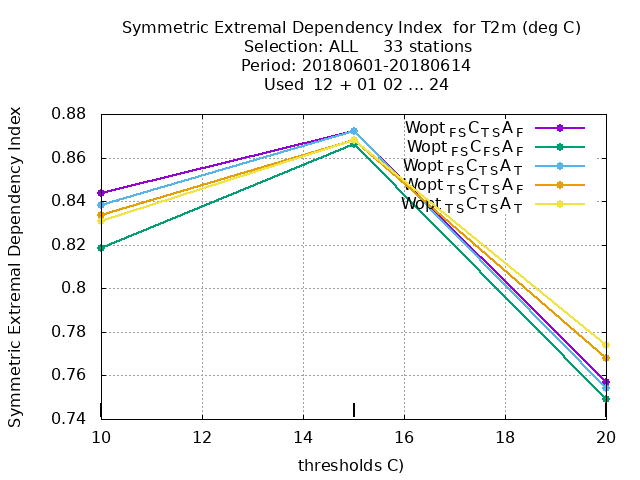 Symmetric Extremal Dependency Index  for T2m (deg C)
Selection: ALL     33 stations
Period: 20180601-20180614
Used  12 + 01 02 ... 24
Symmetric Extremal Dependency Index
0.88
0.86
0.84
0.82
0.8
0.78
0.76
0.74
Wopt FS C TS A F
Wopt FS C FS A F
Wopt FS C TS A T
Wopt TS C TS A F
Wopt TS C TS A T
10 12 14 16 18 20
thresholds C)